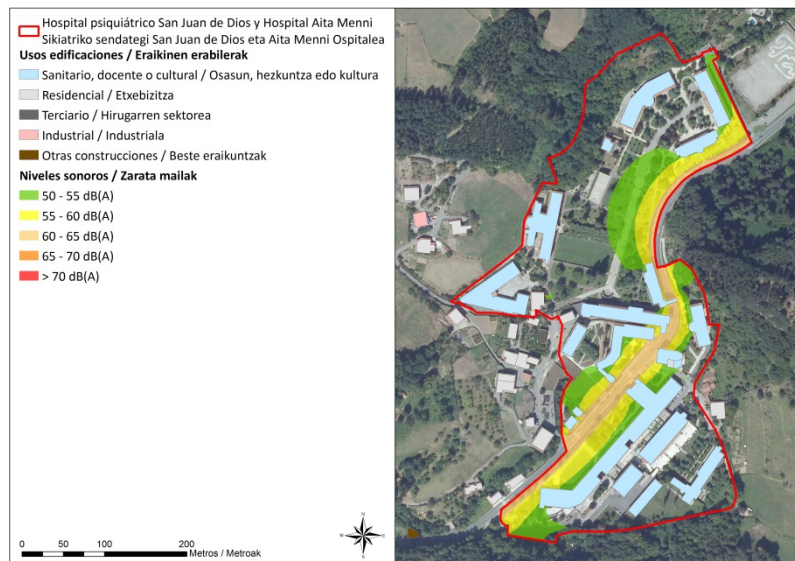 Hospital psiquiátrico San Juan de Dios y Hospital Aita Menni
Sikiatriko sendategi San Juan de Dios eta Aita Menni Ospitalea
Usos edificaciones / Eraikinen erabilerak
Sanitario, docente o cultural / Osasun, hezkuntza edo kultura
Residencial / Etxebizitza
Terciario / Hirugarren sektorea
Industrial / Industriala
Otras construcciones / Beste eraikuntzak
Niveles sonoros / Zarata mailak
50 - 55 dB(A)
55 - 60 dB(A)
60 - 65 dB(A)
65 - 70 dB(A)
> 70 dB(A)
N
W E
S
0 50 100 200
Metros / Metroak